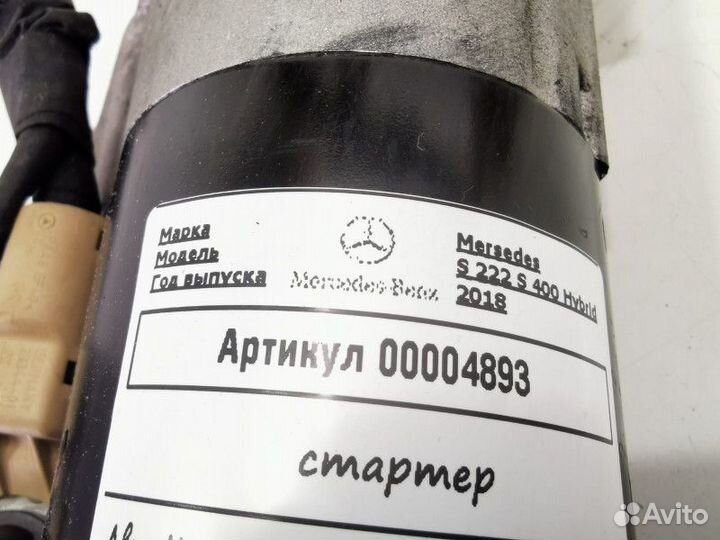 Марка
Модель
Год выпуска
Mercedes-Benz
Mersedes
S 222 S 400 Hybrid
2018
Артикул 00004893
стартер
Avito